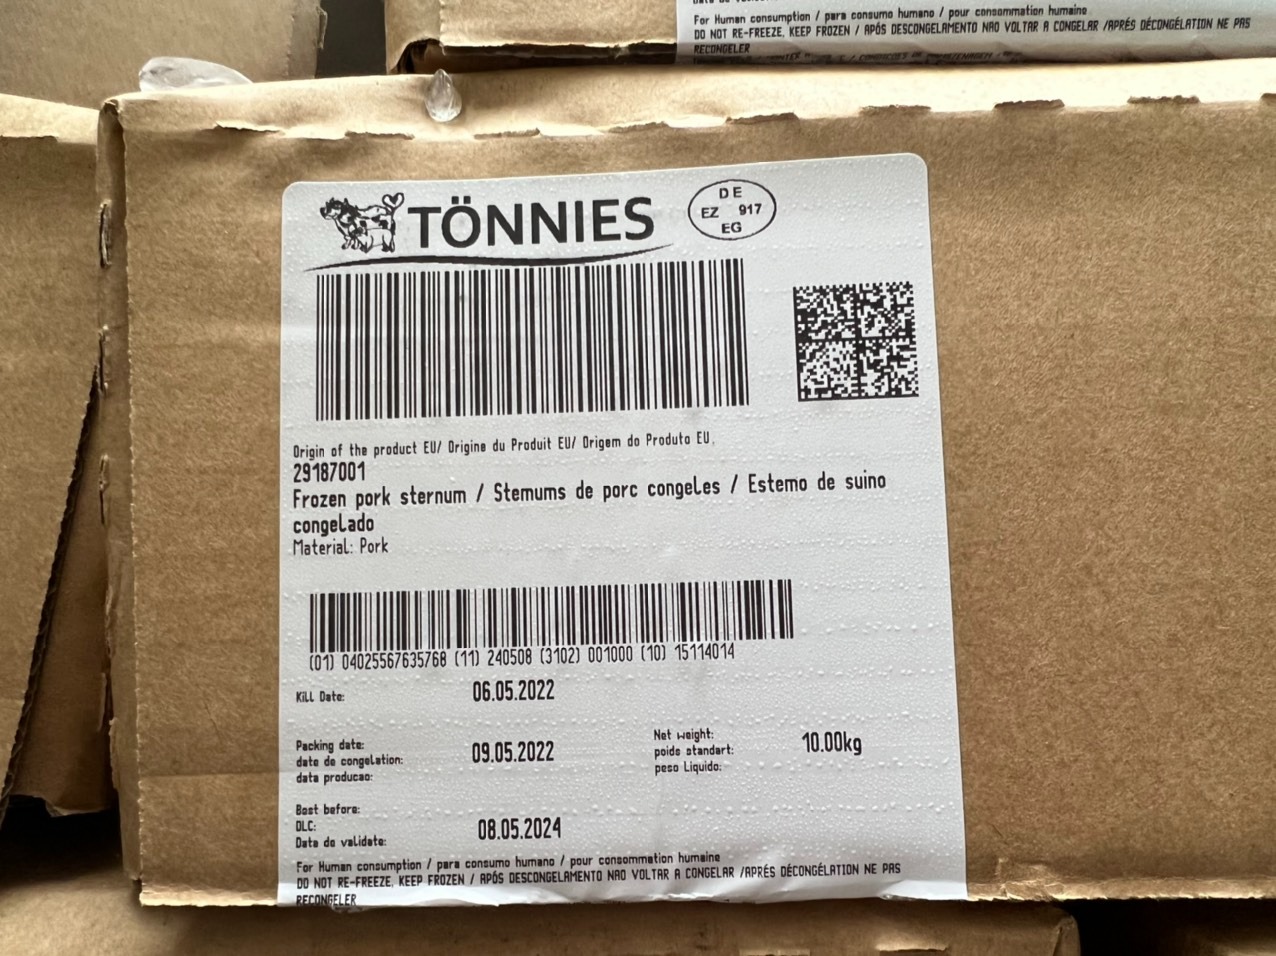 For Human consumption / para consumo humano / pour consommation humaine
DO NOT RE-FREEZE, KEEP FROZEN / APÓS DESCONGELAMENTO NAO VOLTAR A CONGELAR /APRÉS DÉCONGÉLATION NE PAS
RECONGELER
TÖNNIES
DE
EZ 917
EG
Origin of the product EU/ Origine du Produit EU/ Origem do Produto EU
29187001
Frozen pork sternum / Stemums de porc congeles / Estemo de suino
congelado
Material: Pork
(01) 04025567635768 (11) 240508 (3102) 001000 (10) 15114014
Kill Date: 06.05.2022
Packing date:
date de congelation: 09.05.2022
data producao:
Net weight:
poids standart: 10.00kg
peso Liquido:
Best before:
DLC: 08.05.2024
Date de validate:
For Human consumption / para consumo humano / pour consommation humaine
DO NOT RE-FREEZE, KEEP FROZEN / APÓS DESCONGELAMENTO NAO VOLTAR A CONGELAR /APRÉS DÉCONGÉLATION NE PAS
RECONGELER